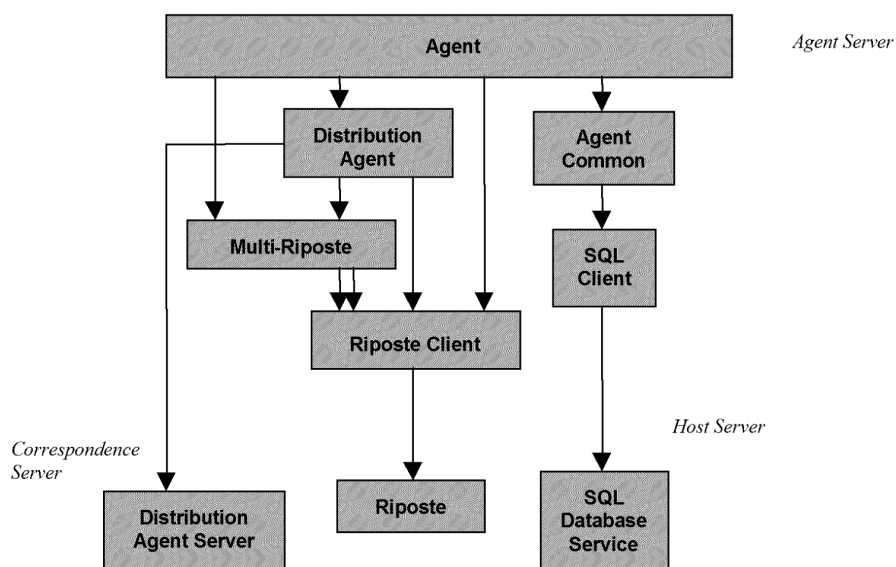 Agent
Agent Server
Distribution
Agent
Agent
Common
Multi-Riposte
SQL
Client
Riposte Client
Host Server
Correspondence
Server
Distribution
Agent Server
Riposte
SQL
Database
Service